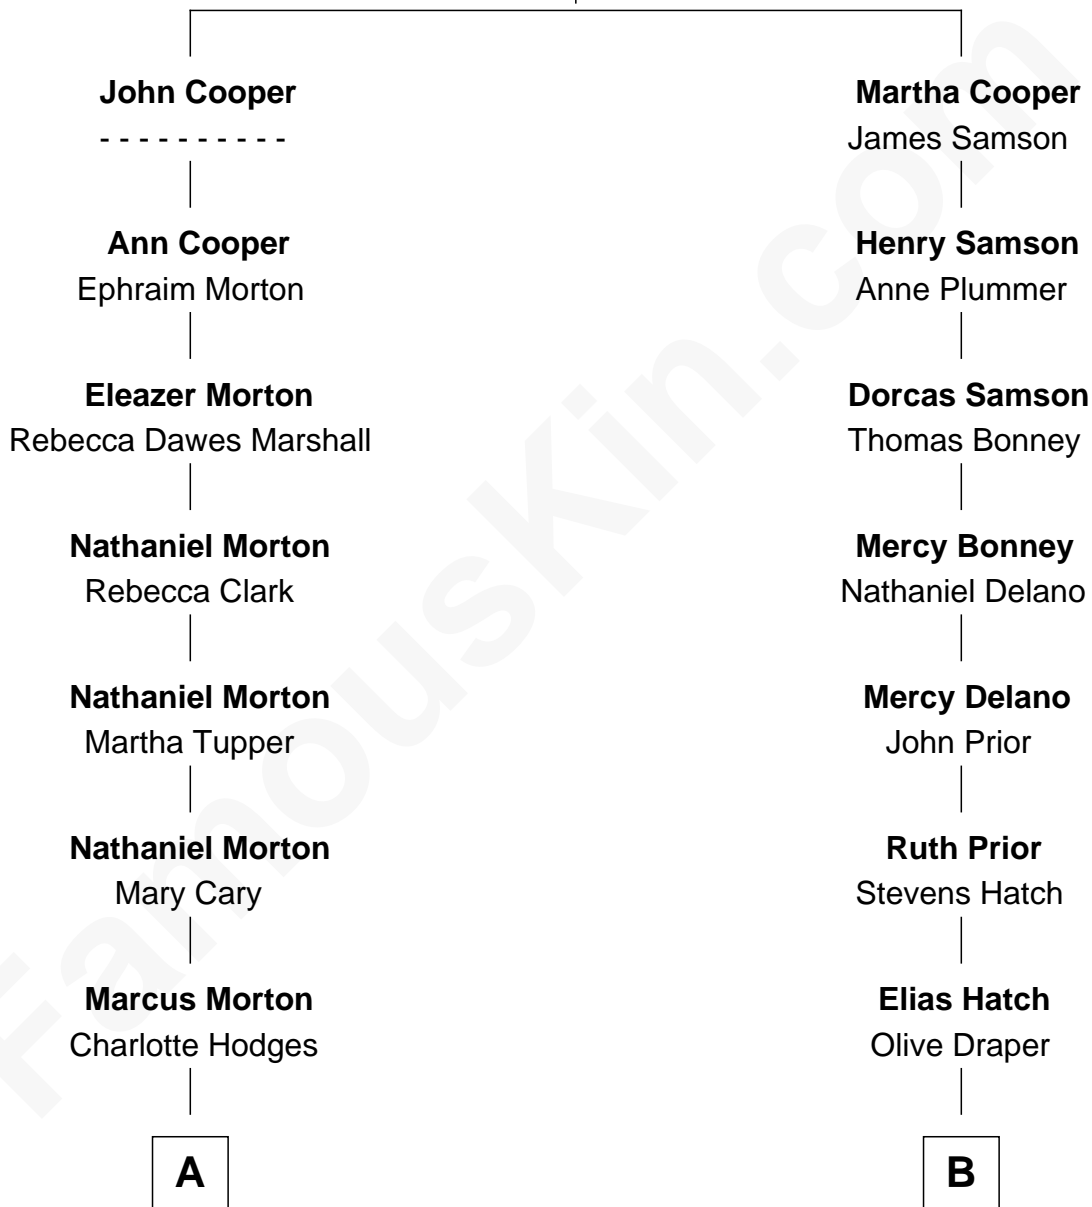 John Cooper
- - - - - - - - - -
Martha Cooper
James Samson
Ann Cooper
Ephraim Morton
Henry Samson
Anne Plummer
Eleazer Morton
Rebecca Dawes Marshall
Dorcas Samson
Thomas Bonney
Nathaniel Morton
Rebecca Clark
Mercy Bonney
Nathaniel Delano
Nathaniel Morton
Martha Tupper
Mercy Delano
John Prior
Nathaniel Morton
Mary Cary
Ruth Prior
Stevens Hatch
Marcus Morton
Charlotte Hodges
Elias Hatch
Olive Draper
A
B
FamousKin.com